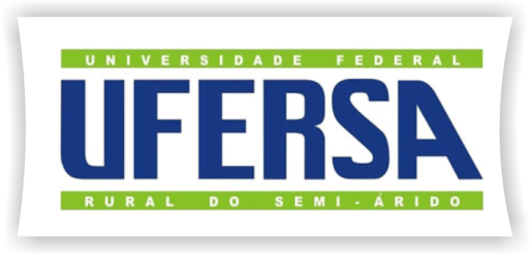 UNIVERSIDADE FEDERAL
UFERSA
RURAL DO SEMI-ÁRIDO